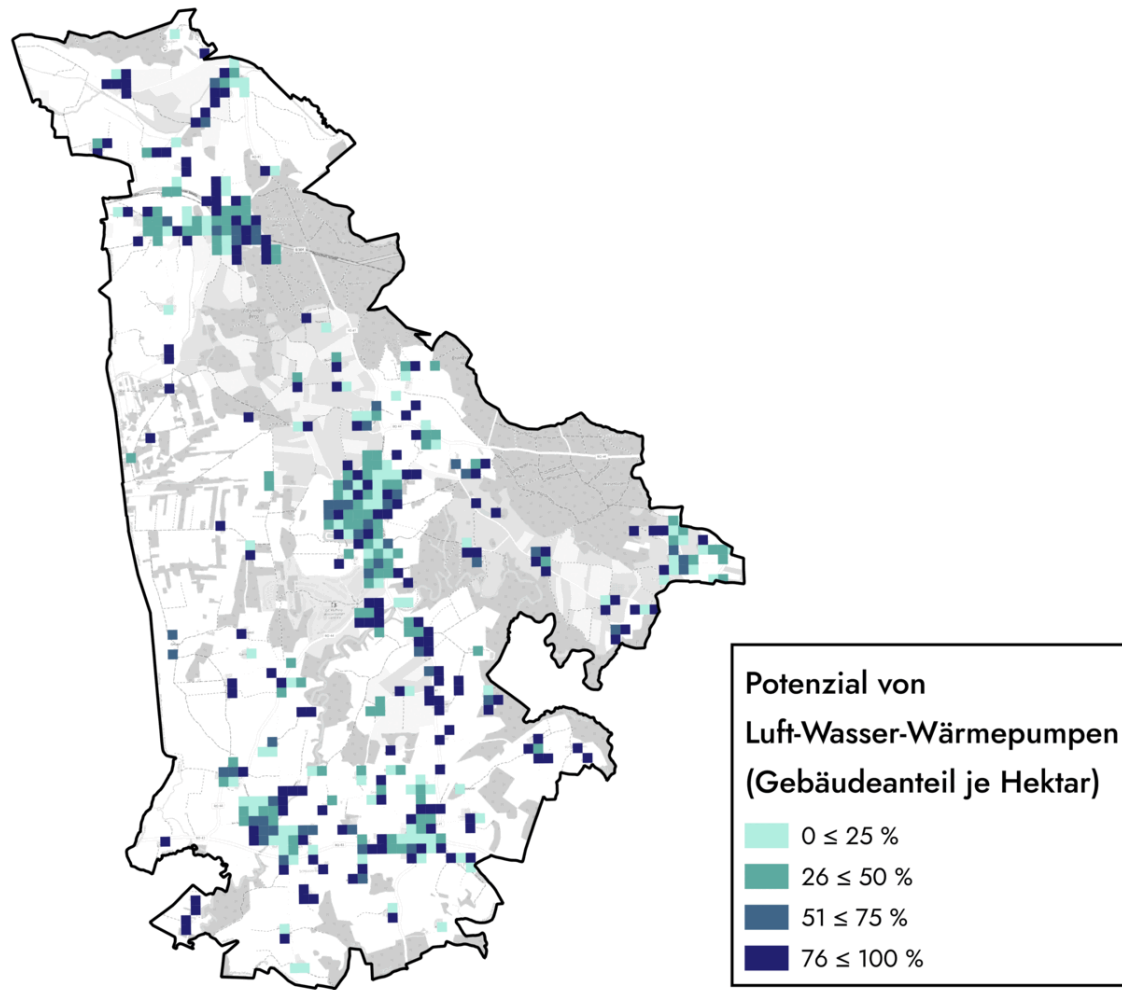 Potenzial von
Luft-Wasser-Wärmepumpen
(Gebäudeanteil je Hektar)
0 ≤ 25 %
26 ≤ 50 %
51 ≤ 75 %
76 ≤ 100 %